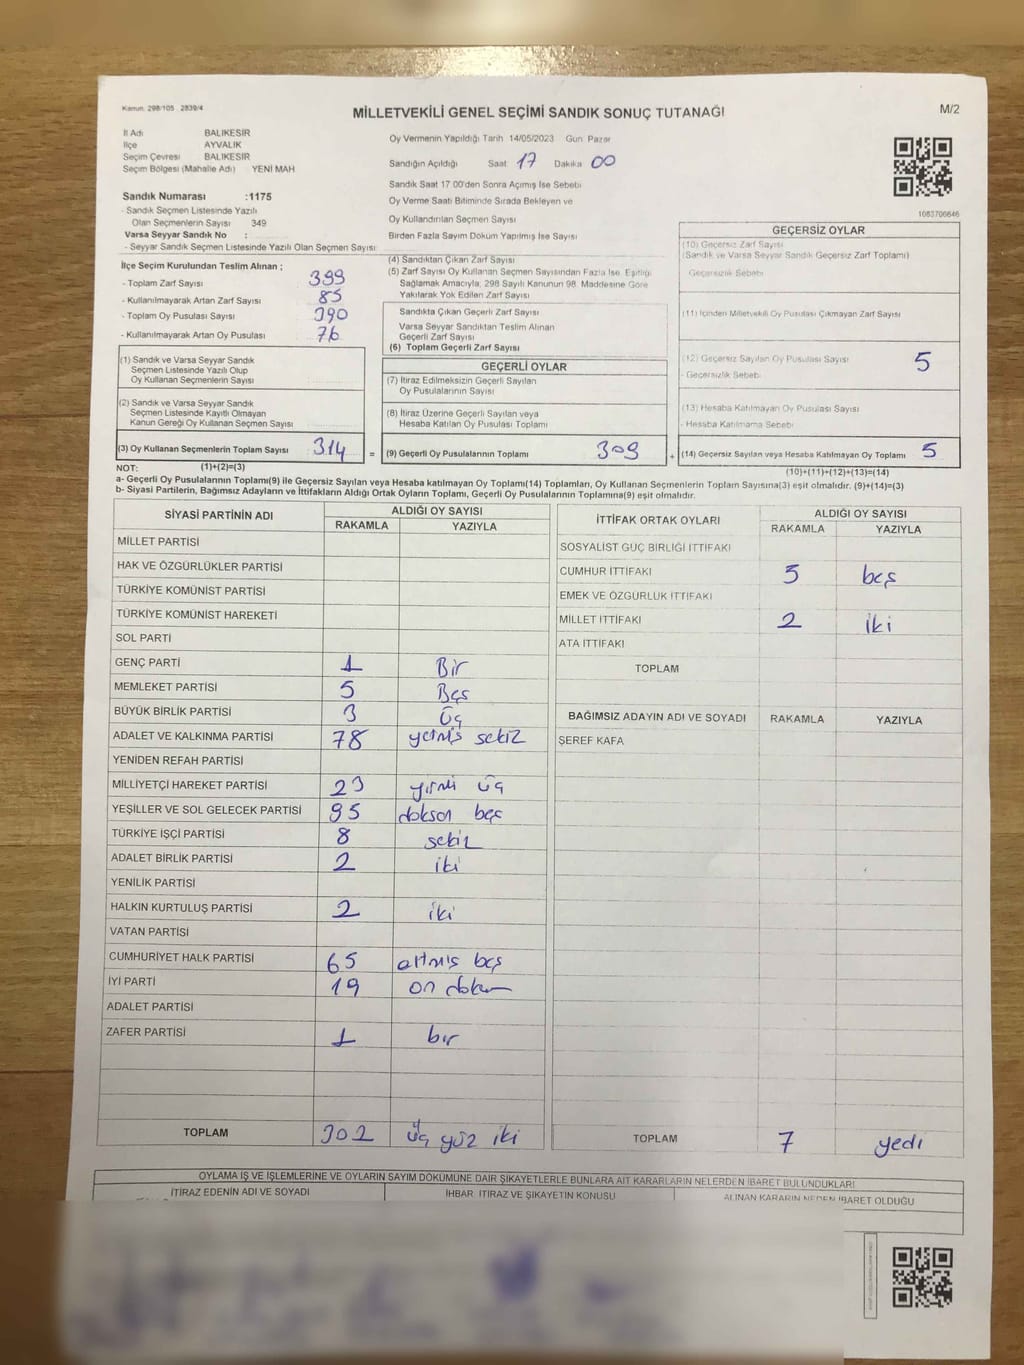 Kanun. 298/105 . 2839/4
MİLLETVEKİLİ GENEL SEÇİMİ SANDIK SONUÇ TUTANAĞI
M/2
İl Adı BALIKESİR
İlçe AYVALIK
Seçim Çevresi BALIKESİR
Seçim Bölgesi (Mahalle Adı) YENİ MAH
Sandık Numarası :1175
- Sandık Seçmen Listesinde Yazılı
Olan Seçmenlerin Sayısı 349
Varsa Seyyar Sandık No :
- Seyyar Sandık Seçmen Listesinde Yazılı Olan Seçmen Sayısı
Oy Vermenin Yapıldığı Tarih 14/05/2023 Gün Pazar
Sandığın Açıldığı Saat 17 Dakika 00
Sandık Saat 17 00'den Sonra Açılmış İse Sebebi
Oy Verme Saati Bitiminde Sırada Bekleyen ve
Oy Kullandırılan Seçmen Sayısı
Birden Fazla Sayım Döküm Yapılmış İse Sayısı
1083706646
İlçe Seçim Kurulundan Teslim Alınan ;
- Toplam Zarf Sayısı 399
- Kullanılmayarak Artan Zarf Sayısı 85
- Toplam Oy Pusulası Sayısı 390
- Kullanılmayarak Artan Oy Pusulası 76
(4) Sandıktan Çıkan Zarf Sayısı
(5) Zarf Sayısı Oy Kullanan Seçmen Sayısından Fazla İse, Eşitliği
Sağlamak Amacıyla, 298 Sayılı Kanunun 98. Maddesine Göre
Yakılarak Yok Edilen Zarf Sayısı
Sandıkta Çıkan Geçerli Zarf Sayısı
Varsa Seyyar Sandıktan Teslim Alınan
Geçerli Zarf Sayısı
(6) Toplam Geçerli Zarf Sayısı
GEÇERSİZ OYLAR
(10) Geçersiz Zarf Sayısı
(Sandık ve Varsa Seyyar Sandık Geçersiz Zarf Toplamı)
Geçersizlik Sebebi
(11) İçinden Milletvekili Oy Pusulası Çıkmayan Zarf Sayısı
(12) Geçersiz Sayılan Oy Pusulası Sayısı 5
- Geçersizlik Sebebi
(13) Hesaba Katılmayan Oy Pusulası Sayısı
- Hesaba Katılmama Sebebi
(14) Geçersiz Sayılan veya Hesaba Katılmayan Oy Toplamı 5
(10)+(11)+(12)+(13)=(14)
(1) Sandık ve Varsa Seyyar Sandık
Seçmen Listesinde Yazılı Olup
Oy Kullanan Seçmenlerin Sayısı
(2) Sandık ve Varsa Seyyar Sandık
Seçmen Listesinde Kayıtlı Olmayan
Kanun Gereği Oy Kullanan Seçmen Sayısı
(3) Oy Kullanan Seçmenlerin Toplam Sayısı 314 =
GEÇERLİ OYLAR
(7) İtiraz Edilmeksizin Geçerli Sayılan
Oy Pusulalarının Sayısı
(8) İtiraz Üzerine Geçerli Sayılan veya
Hesaba Katılan Oy Pusulası Toplamı
(9) Geçerli Oy Pusulalarının Toplamı 309 +
NOT: (1)+(2)=(3)
a- Geçerli Oy Pusulalarının Toplamı(9) ile Geçersiz Sayılan veya Hesaba katılmayan Oy Toplamı(14) Toplamları, Oy Kullanan Seçmenlerin Toplam Sayısına(3) eşit olmalıdır. (9)+(14)=(3)
b- Siyasi Partilerin, Bağımsız Adayların ve İttifakların Aldığı Ortak Oyların Toplamı, Geçerli Oy Pusulalarının Toplamına(9) eşit olmalıdır.
SİYASİ PARTİNİN ADI ALDIĞI OY SAYISI
RAKAMLA YAZIYLA
MİLLET PARTİSİ
HAK VE ÖZGÜRLÜKLER PARTİSİ
TÜRKİYE KOMÜNİST PARTİSİ
TÜRKİYE KOMÜNİST HAREKETİ
SOL PARTİ
GENÇ PARTİ 1 Bir
MEMLEKET PARTİSİ 5 Beş
BÜYÜK BİRLİK PARTİSİ 3 Üç
ADALET VE KALKINMA PARTİSİ 78 yetmiş sekiz
YENİDEN REFAH PARTİSİ
MİLLİYETÇİ HAREKET PARTİSİ 23 yirmi üç
YEŞİLLER VE SOL GELECEK PARTİSİ 95 doksan beş
TÜRKİYE İŞÇİ PARTİSİ 8 sekiz
ADALET BİRLİK PARTİSİ 2 iki
YENİLİK PARTİSİ
HALKIN KURTULUŞ PARTİSİ 2 iki
VATAN PARTİSİ
CUMHURİYET HALK PARTİSİ 65 altmış beş
İYİ PARTİ 19 on dokuz
ADALET PARTİSİ
ZAFER PARTİSİ 1 bir
TOPLAM 302 üç yüz iki
İTTİFAK ORTAK OYLARI ALDIĞI OY SAYISI
RAKAMLA YAZIYLA
SOSYALİST GÜÇ BİRLİĞİ İTTİFAKI
CUMHUR İTTİFAKI 5 beş
EMEK VE ÖZGÜRLÜK İTTİFAKI
MİLLET İTTİFAKI 2 iki
ATA İTTİFAKI
TOPLAM
BAĞIMSIZ ADAYIN ADI VE SOYADI RAKAMLA YAZIYLA
ŞEREF KAFA
TOPLAM 7 yedi
OYLAMA İŞ VE İŞLEMLERİNE VE OYLARIN SAYIM DÖKÜMÜNE DAİR ŞİKAYETLERLE BUNLARA AİT KARARLARIN NELERDEN İBARET BULUNDUKLARI
İTİRAZ EDENİN ADI VE SOYADI İHBAR, İTİRAZ VE ŞİKAYETİN KONUSU ALINAN KARARIN NEDEN İBARET OLDUĞU